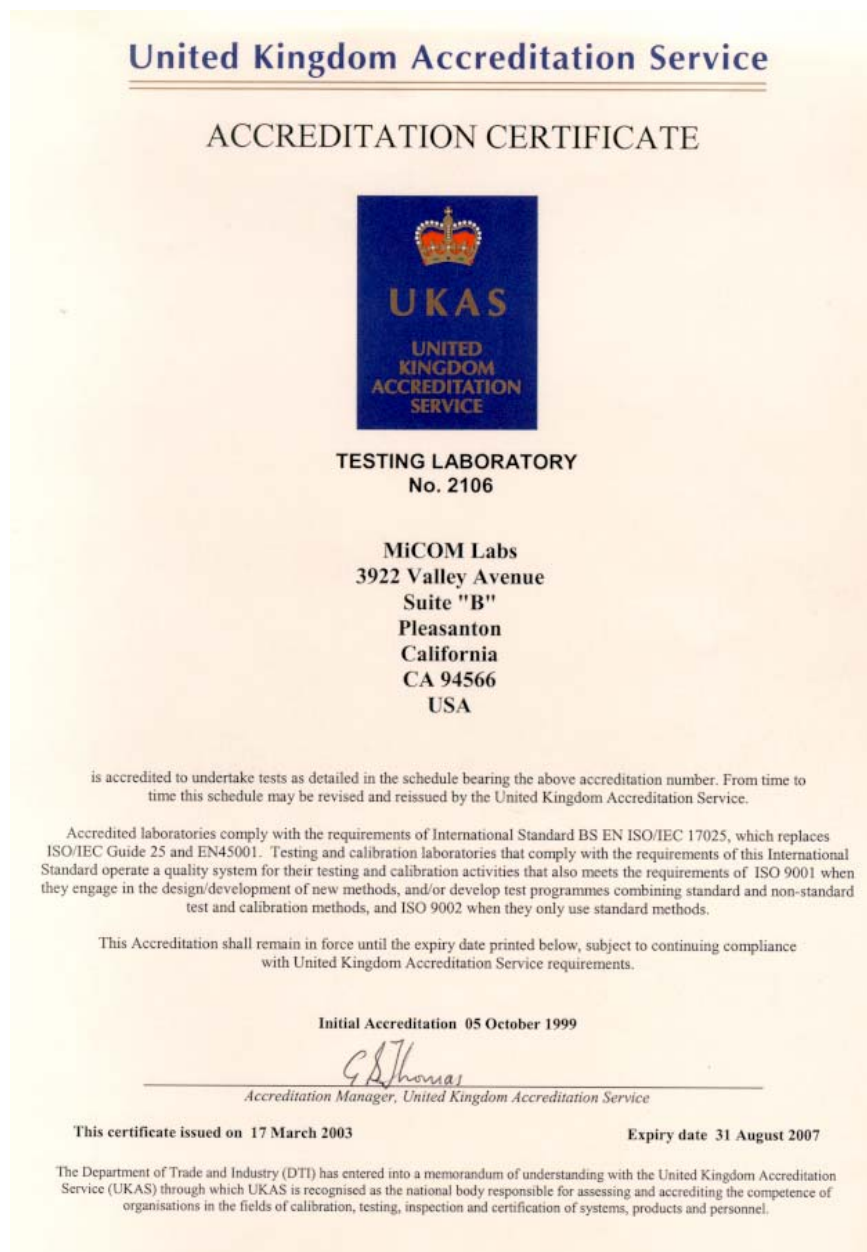 United Kingdom Accreditation Service
ACCREDITATION CERTIFICATE
UKAS
UNITED
KINGDOM
ACCREDITATION
SERVICE
TESTING LABORATORY
No. 2106
MiCOM Labs
3922 Valley Avenue
Suite "B"
Pleasanton
California
CA 94566
USA
is accredited to undertake tests as detailed in the schedule bearing the above accreditation number. From time to
time this schedule may be revised and reissued by the United Kingdom Accreditation Service.
Accredited laboratories comply with the requirements of International Standard BS EN ISO/IEC 17025, which replaces
ISO/IEC Guide 25 and EN45001. Testing and calibration laboratories that comply with the requirements of this International
Standard operate a quality system for their testing and calibration activities that also meets the requirements of ISO 9001 when
they engage in the design/development of new methods, and/or develop test programmes combining standard and non-standard
test and calibration methods, and ISO 9002 when they only use standard methods.
This Accreditation shall remain in force until the expiry date printed below, subject to continuing compliance
with United Kingdom Accreditation Service requirements.
Initial Accreditation 05 October 1999
G B Thomas
Accreditation Manager, United Kingdom Accreditation Service
This certificate issued on 17 March 2003 Expiry date 31 August 2007
The Department of Trade and Industry (DTI) has entered into a memorandum of understanding with the United Kingdom Accreditation
Service (UKAS) through which UKAS is recognised as the national body responsible for assessing and accrediting the competence of
organisations in the fields of calibration, testing, inspection and certification of systems, products and personnel.